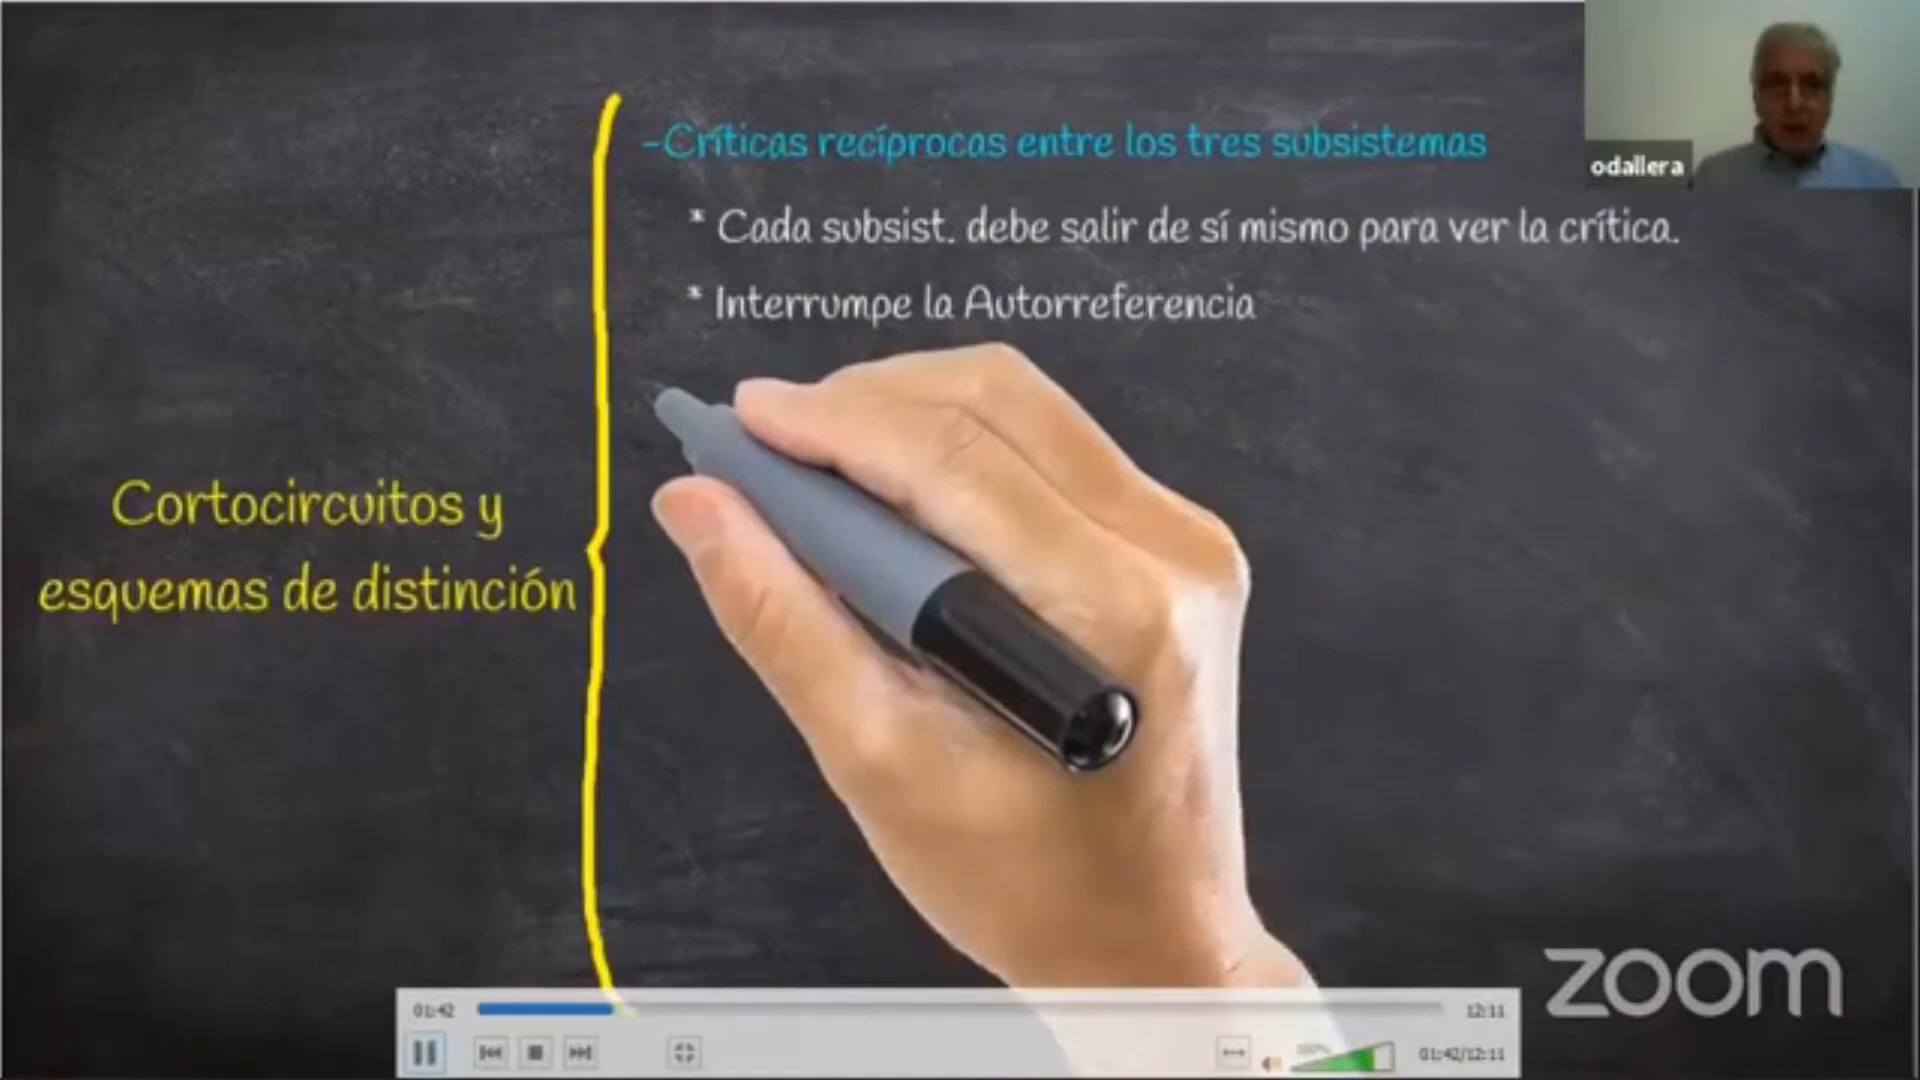 -Críticas recíprocas entre los tres subsistemas
odallera
* Cada subsist. debe salir de sí mismo para ver la crítica.
* Interrumpe la Autorreferencia
Cortocircuitos y
esquemas de distinción
zoom
01:42
12:11
100%
01:42/12:11